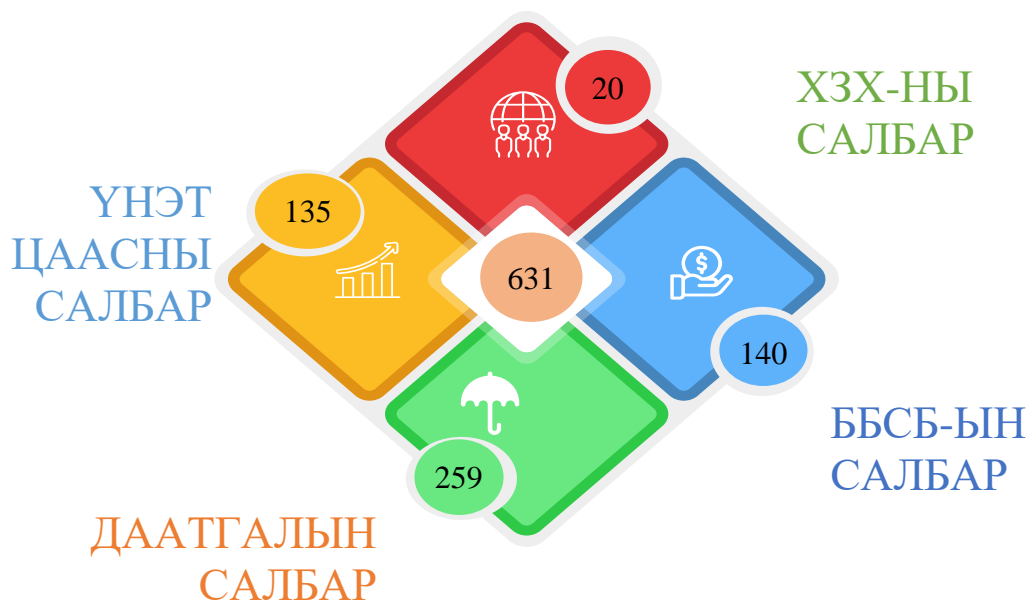 20
ХЗХ-НЫ
САЛБАР
135
ҮНЭТ
ЦААСНЫ
САЛБАР
631
$
140
ББСБ-ЫН
САЛБАР
259
ДААТГАЛЫН
САЛБАР